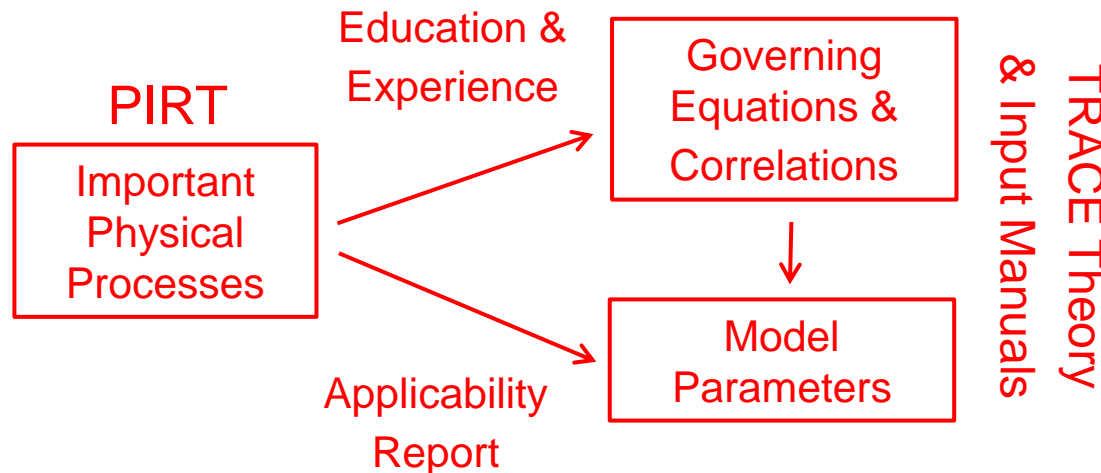 PIRT
Important
Physical
Processes
Education &
Experience
Applicability
Report
Governing
Equations &
Correlations
Model
Parameters
TRACE Theory
& Input Manuals